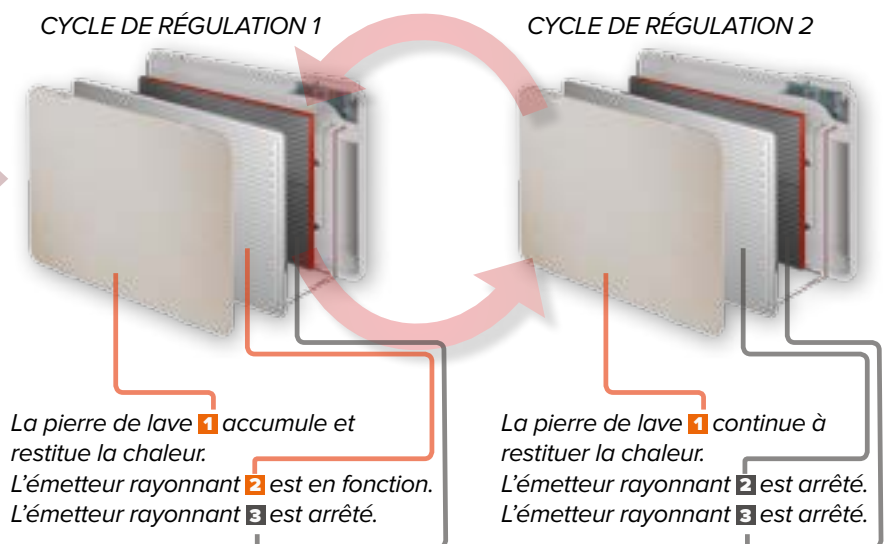 CYCLE DE RÉGULATION 1
La pierre de lave 1 accumule et
restitue la chaleur.
L'émetteur rayonnant 2 est en fonction.
L'émetteur rayonnant 3 est arrêté.
CYCLE DE RÉGULATION 2
La pierre de lave 1 continue à
restituer la chaleur.
L'émetteur rayonnant 2 est arrêté.
L'émetteur rayonnant 3 est arrêté.